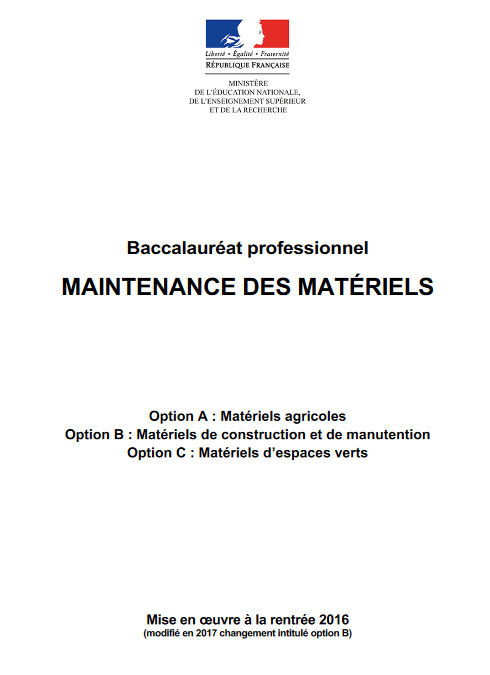 Liberté • Égalité • Fraternité
RÉPUBLIQUE FRANÇAISE
MINISTÈRE
DE L'ÉDUCATION NATIONALE,
DE L'ENSEIGNEMENT SUPÉRIEUR
ET DE LA RECHERCHE
Baccalauréat professionnel
MAINTENANCE DES MATÉRIELS
Option A : Matériels agricoles
Option B : Matériels de construction et de manutention
Option C : Matériels d'espaces verts
Mise en œuvre à la rentrée 2016
(modifié en 2017 changement intitulé option B)